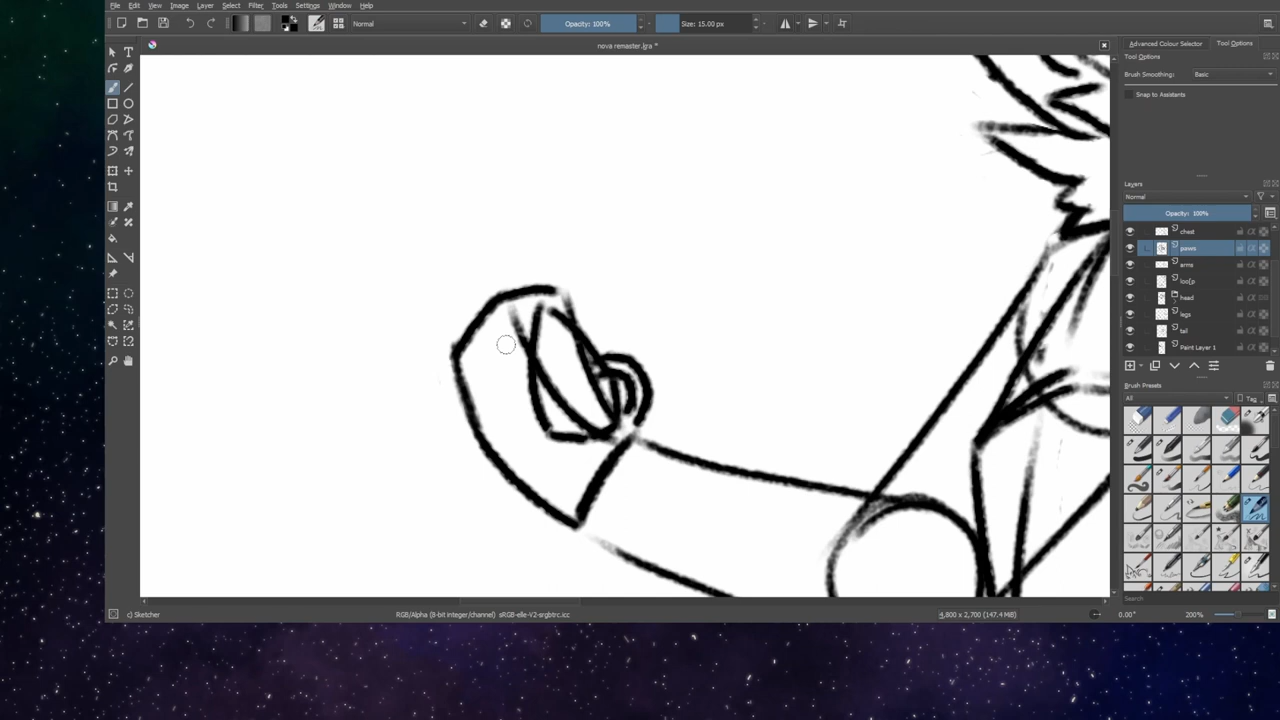 File Edit View Image Layer Select Filter Tools Settings Window Help
Normal Opacity: 100% Size: 15.00 px
nova remaster.kra *
Advanced Colour Selector Tool Options
Tool Options
Brush Smoothing: Basic
Snap to Assistants
Layers
Normal
Opacity: 100%
chest
paws
arms
head
legs
tail
Paint Layer 1
Brush Presets
All Tag
Search
c) Sketcher RGB/Alpha (8-bit integer/channel) sRGB-elle-V2-srgbtrc.icc 4,800 x 2,700 (147.4 MiB) 0.00° 200%